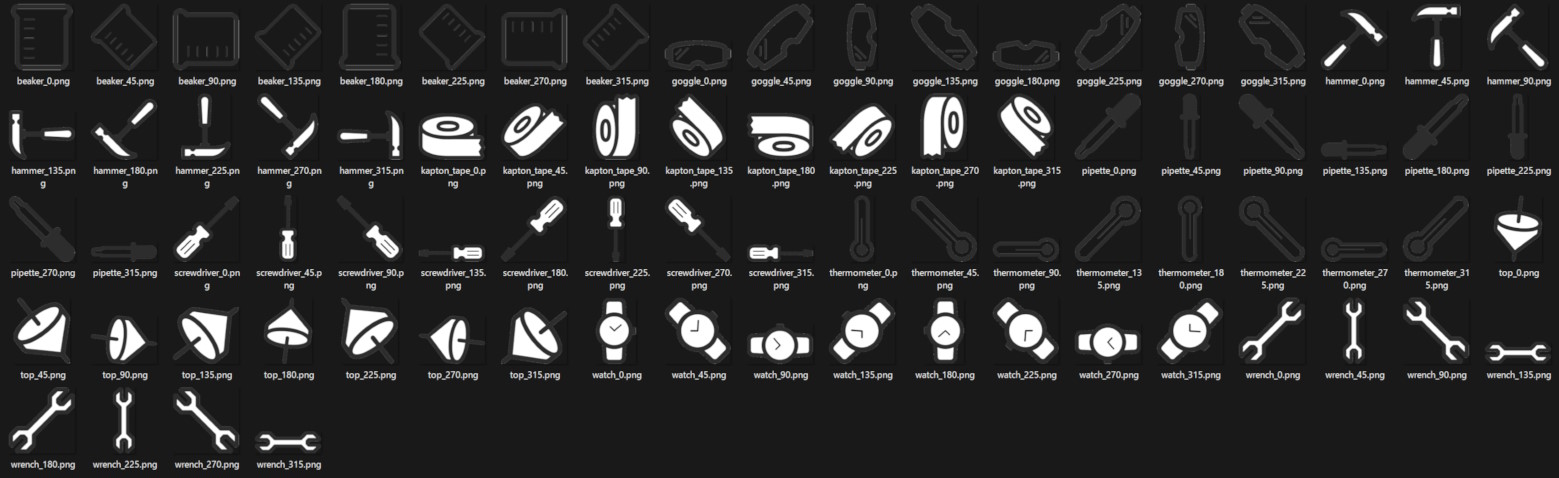 beaker_0.png beaker_45.png beaker_90.png beaker_135.png beaker_180.png beaker_225.png beaker_270.png beaker_315.png goggle_0.png goggle_45.png goggle_90.png goggle_135.png goggle_180.png goggle_225.png goggle_270.png goggle_315.png hammer_0.png hammer_45.png hammer_90.png
hammer_135.pn hammer_180.pn hammer_225.pn hammer_270.pn hammer_315.pn kapton_tape_0.p kapton_tape_45. kapton_tape_90. kapton_tape_135 kapton_tape_180 kapton_tape_225. kapton_tape_270. kapton_tape_315 pipette_0.png pipette_45.png pipette_90.png pipette_135.png pipette_180.png pipette_225.png
g g g g g ng png png .png .png png png .png
pipette_270.png pipette_315.png screwdriver_0.pn screwdriver_45.p screwdriver_90.p screwdriver_135. screwdriver_180. screwdriver_225. screwdriver_270. screwdriver_315. thermometer_0.p thermometer_45. thermometer_90. thermometer_13 thermometer_18 thermometer_22 thermometer_27 thermometer_31 top_0.png
g ng ng png png png png png ng png png 5.png 0.png 5.png 0.png 5.png
top_45.png top_90.png top_135.png top_180.png top_225.png top_270.png top_315.png watch_0.png watch_45.png watch_90.png watch_135.png watch_180.png watch_225.png watch_270.png watch_315.png wrench_0.png wrench_45.png wrench_90.png wrench_135.png
wrench_180.png wrench_225.png wrench_270.png wrench_315.png